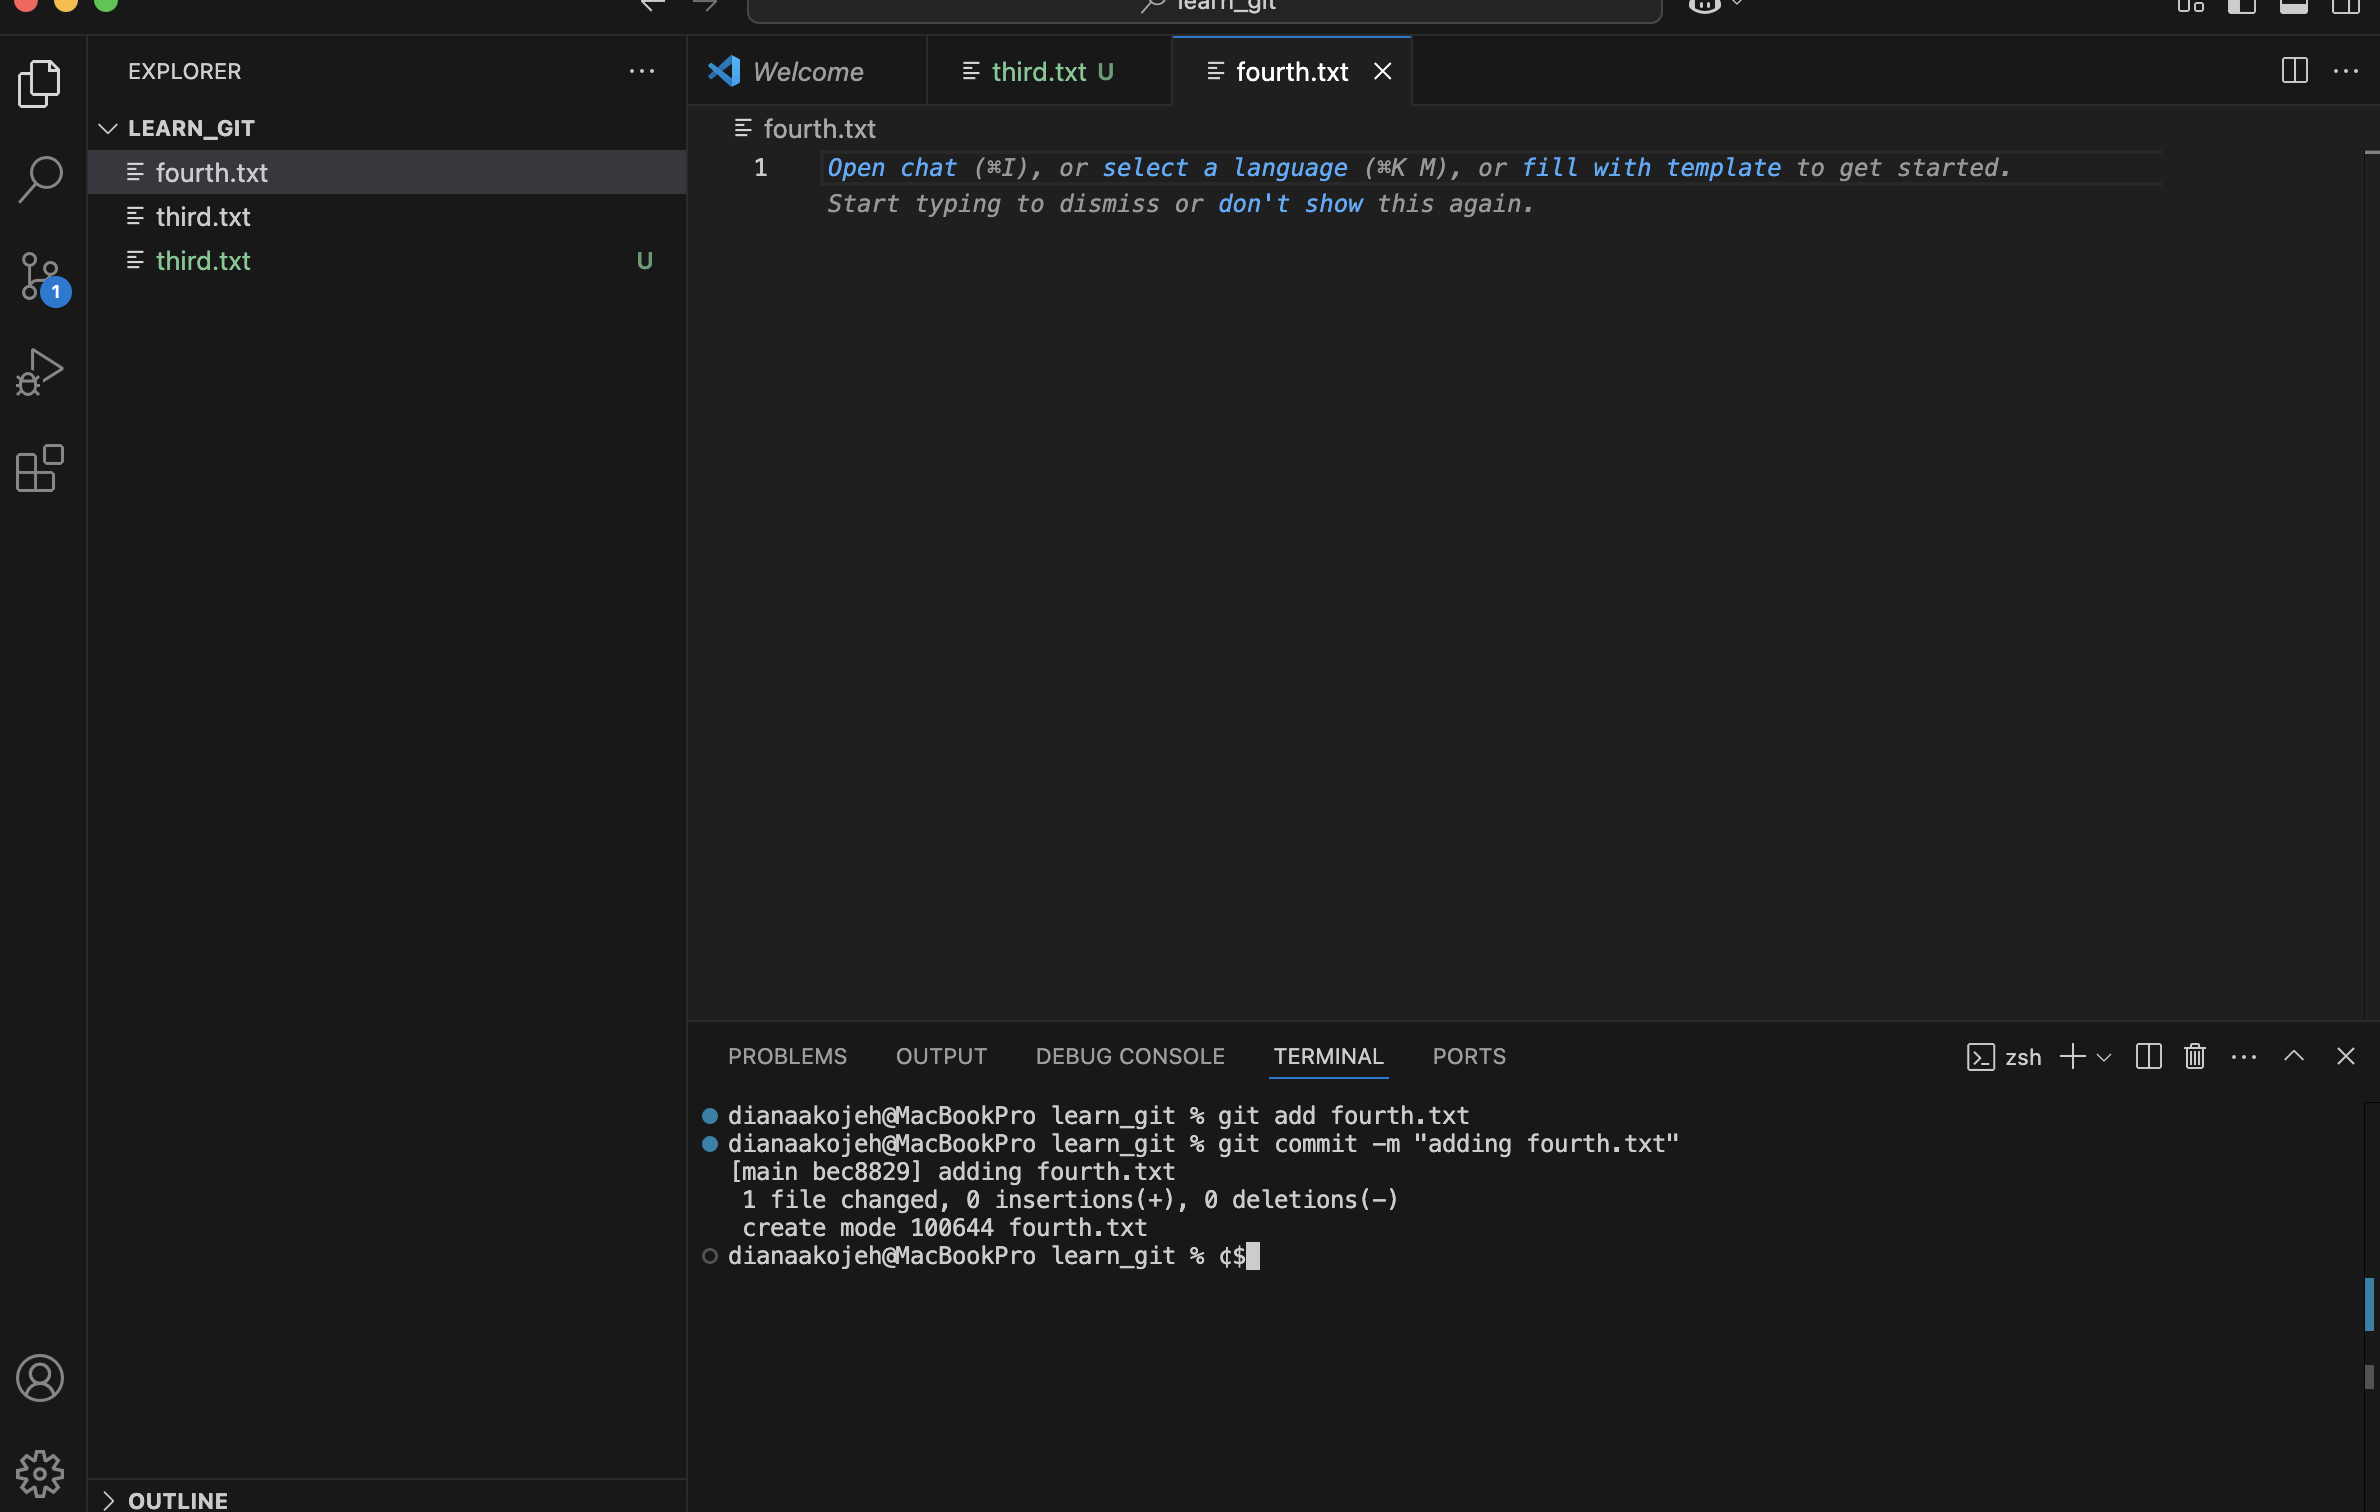 learn_git
EXPLORER
LEARN_GIT
fourth.txt
third.txt
third.txt U
1
Welcome
third.txt U
fourth.txt
fourth.txt
1 Open chat (⌘I), or select a language (⌘K M), or fill with template to get started.
Start typing to dismiss or don't show this again.
PROBLEMS OUTPUT DEBUG CONSOLE TERMINAL PORTS
zsh
dianaakojeh@MacBookPro learn_git % git add fourth.txt
dianaakojeh@MacBookPro learn_git % git commit -m "adding fourth.txt"
[main bec8829] adding fourth.txt
1 file changed, 0 insertions(+), 0 deletions(-)
create mode 100644 fourth.txt
dianaakojeh@MacBookPro learn_git % ¢$
OUTLINE